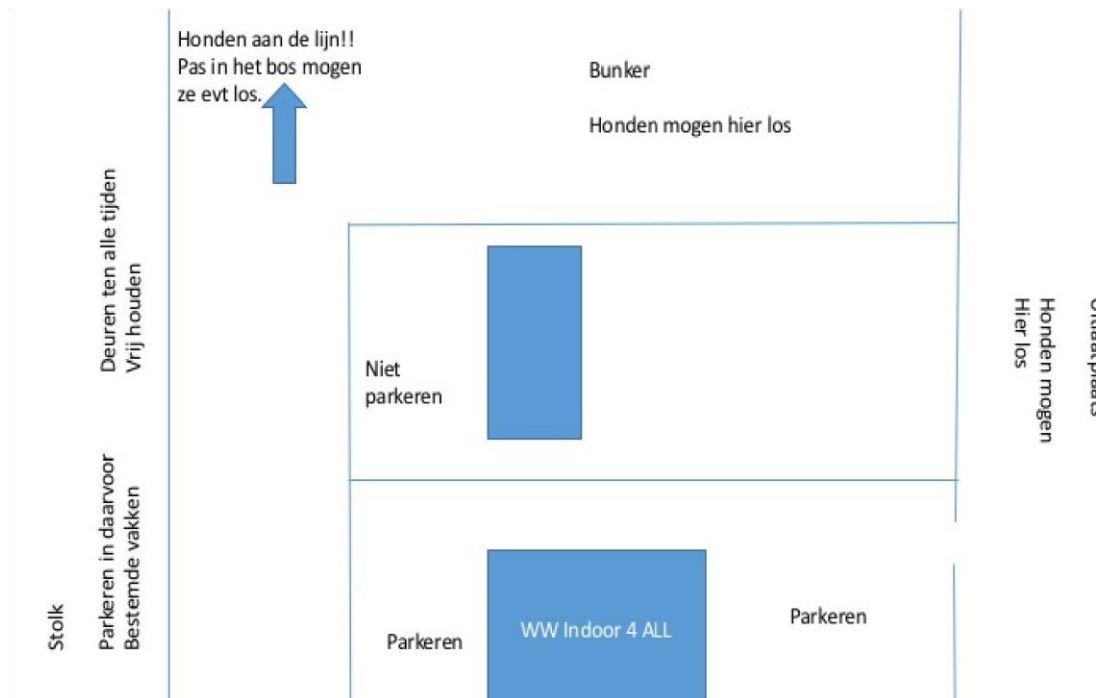 Honden aan de lijn!!
Pas in het bos mogen
ze evt los.
Bunker
Honden mogen hier los
Deuren ten alle tijden
Vrij houden
Niet
parkeren
Honden mogen
Hier los
Stolk
Parkeren in daarvoor
Bestemde vakken
Parkeren
WW Indoor 4 ALL
Parkeren